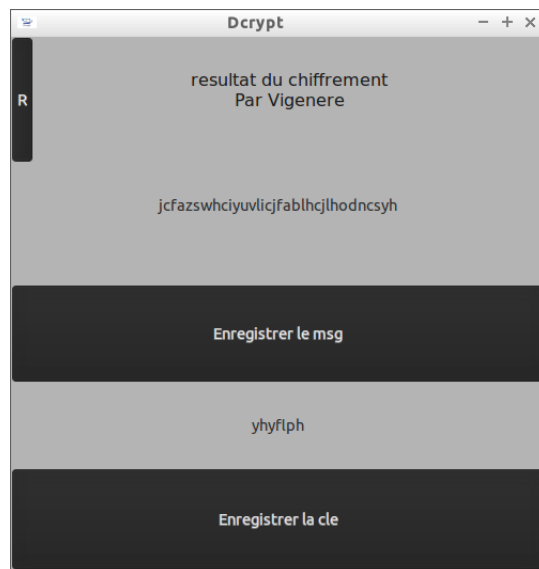 Dcrypt
resultat du chiffrement
Par Vigenere
R
jcfazswhciyuvlicjfablhcjlhodncsyh
Enregistrer le msg
yhyflph
Enregistrer la cle